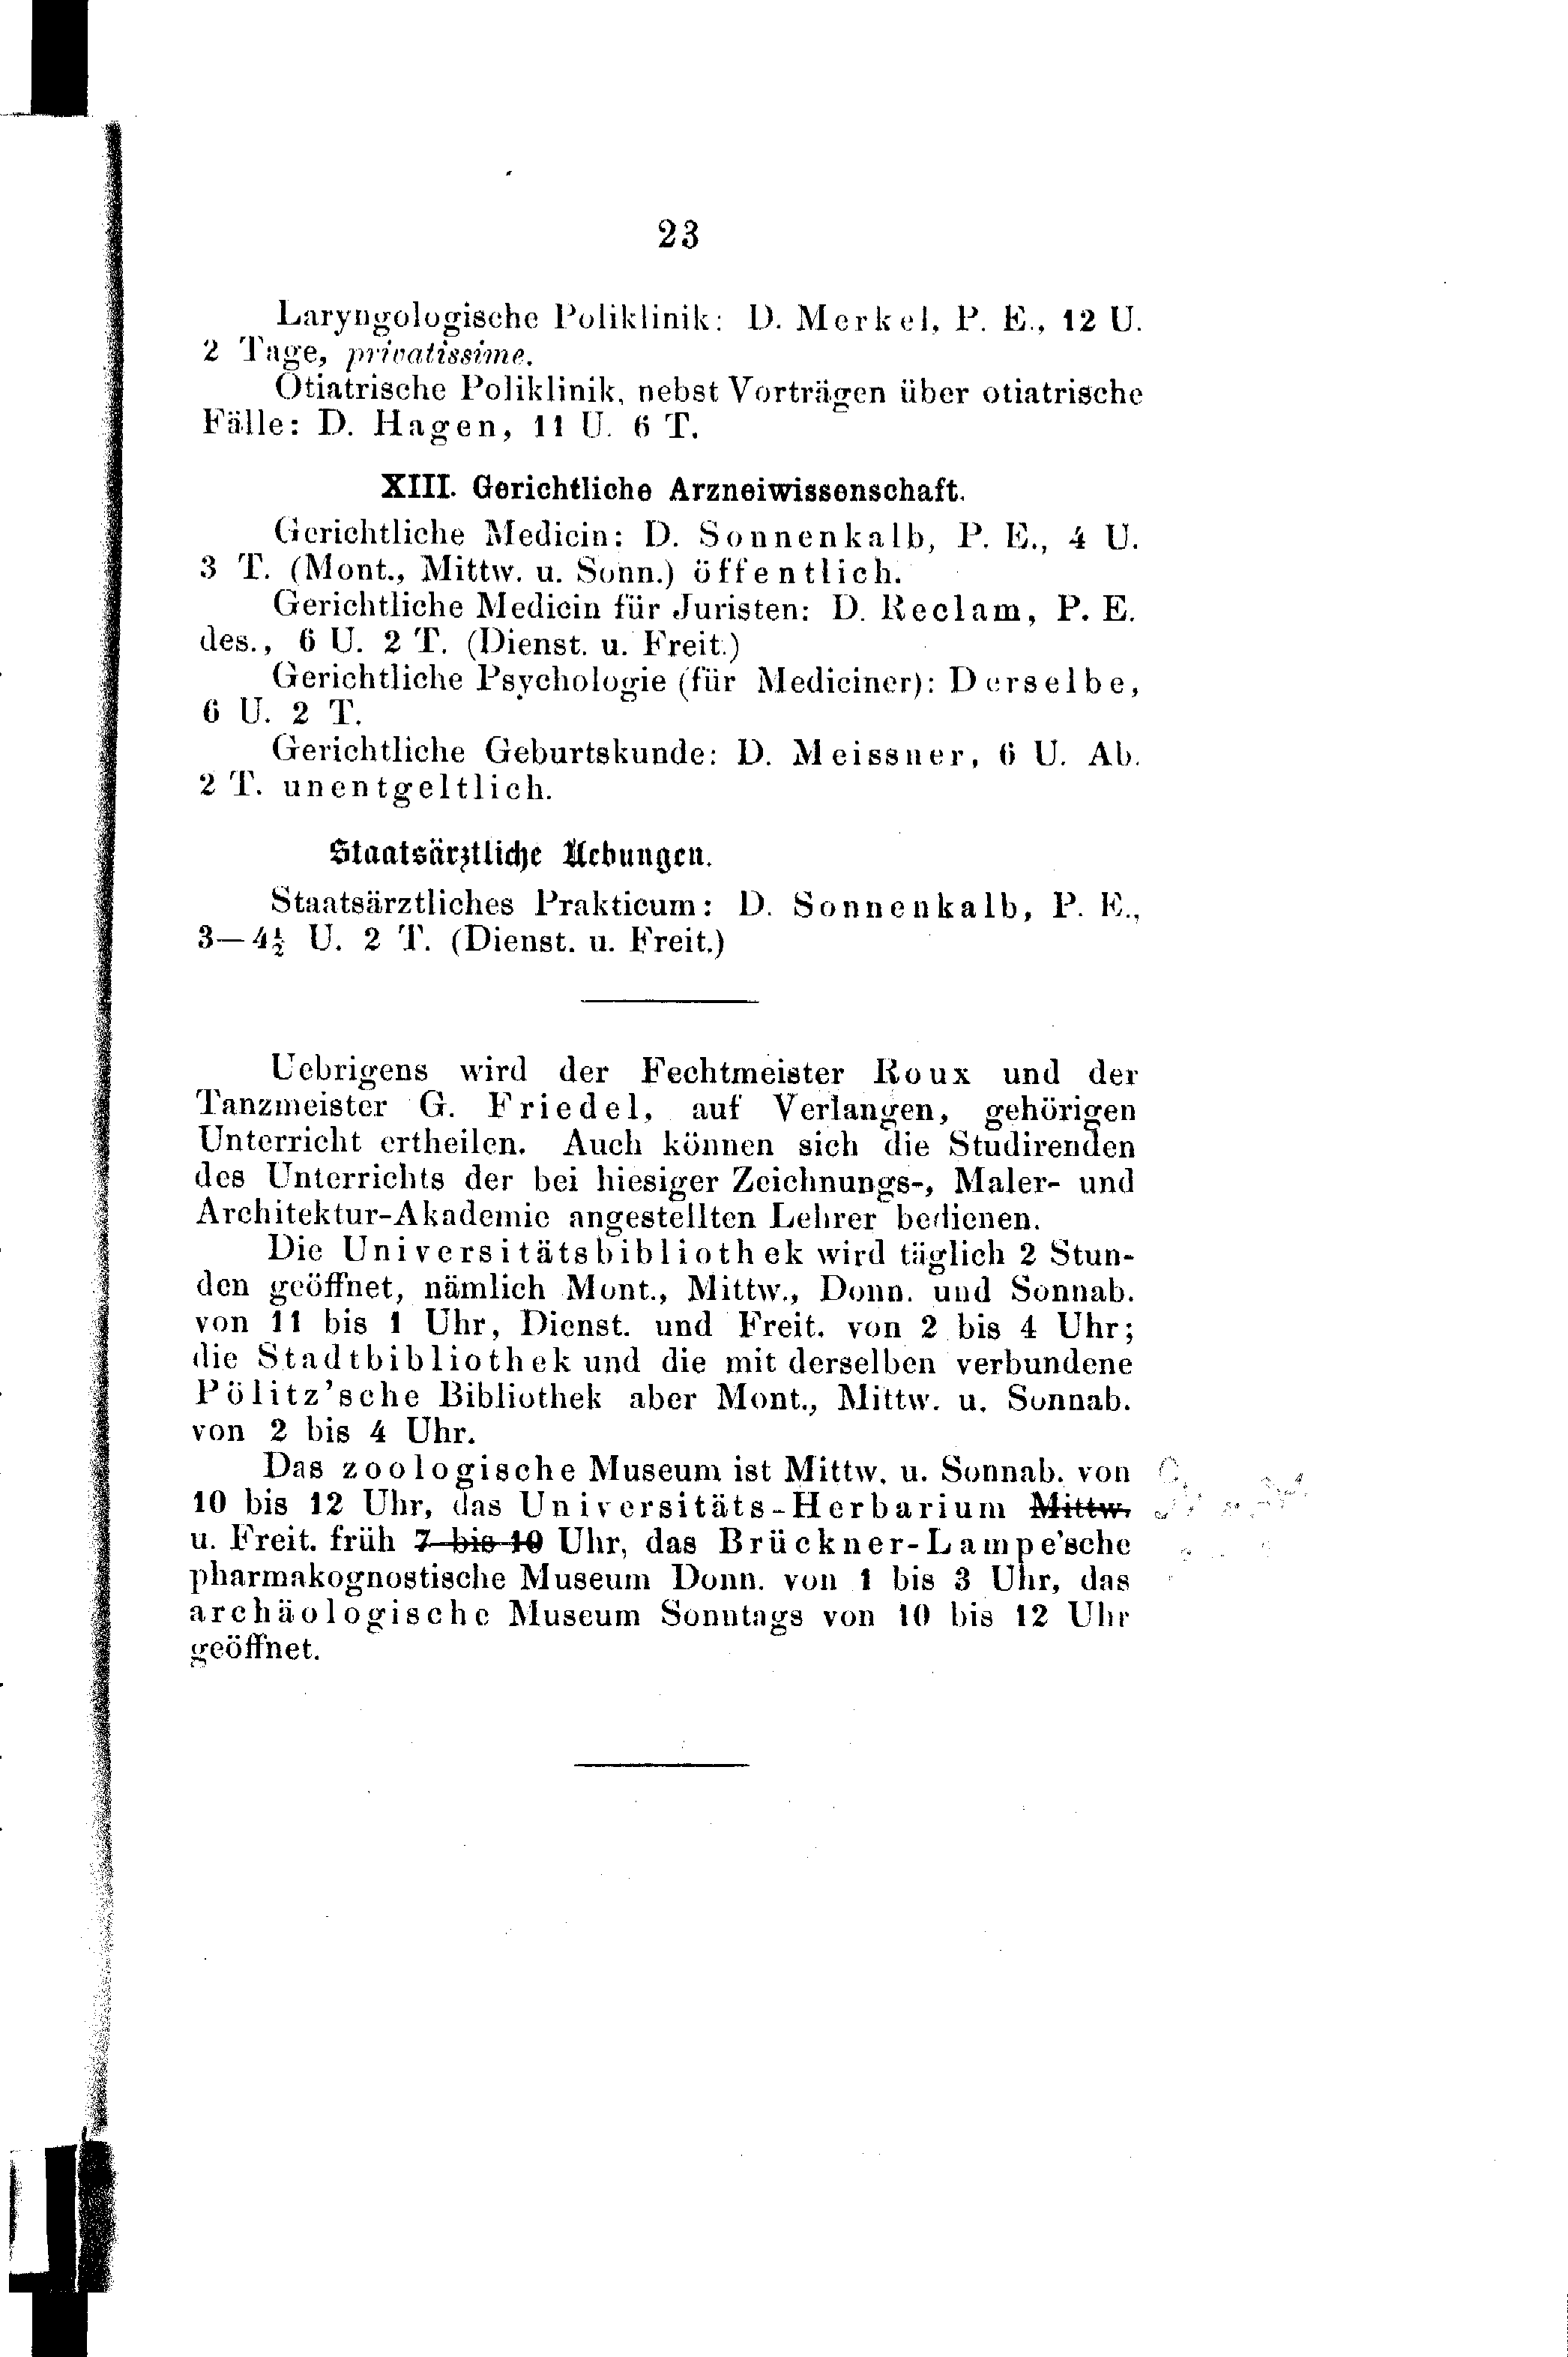 23
Laryngologische Poliklinik: D. Merkel, P. E., 12 U.
2 Tage, privatissime.
Otiatrische Poliklinik, nebst Vorträgen über otiatrische
Fälle: D. Hagen, 11 U. 6 T.
XIII. Gerichtliche Arzneiwissenschaft.
Gerichtliche Medicin: D. Sonnenkalb, P. E., 4 U.
3 T. (Mont., Mittw. u. Sonn.) öffentlich.
Gerichtliche Medicin für Juristen: D. Reclam, P. E.
des., 6 U. 2 T. (Dienst. u. Freit.)
Gerichtliche Psychologie (für Mediciner): Derselbe,
6 U. 2 T.
Gerichtliche Geburtskunde: D. Meissner, 6 U. Ab.
2 T. unentgeltlich.
Staatsärztliche Uebungen.
Staatsärztliches Prakticum: D. Sonnenkalb, P. E.,
3—4½ U. 2 T. (Dienst. u. Freit.)
Uebrigens wird der Fechtmeister Roux und der
Tanzmeister G. Friedel, auf Verlangen, gehörigen
Unterricht ertheilen. Auch können sich die Studirenden
des Unterrichts der bei hiesiger Zeichnungs-, Maler- und
Architektur-Akademie angestellten Lehrer bedienen.
Die Universitätsbibliothek wird täglich 2 Stun-
den geöffnet, nämlich Mont., Mittw., Donn. und Sonnab.
von 11 bis 1 Uhr, Dienst. und Freit. von 2 bis 4 Uhr;
die Stadtbibliothek und die mit derselben verbundene
Pölitz'sche Bibliothek aber Mont., Mittw. u. Sonnab.
von 2 bis 4 Uhr.
Das zoologische Museum ist Mittw. u. Sonnab. von
10 bis 12 Uhr, das Universitäts-Herbarium Mittw.
u. Freit. früh 7 bis 10 Uhr, das Brückner-Lampe'sche
pharmakognostische Museum Donn. von 1 bis 3 Uhr, das
archäologische Museum Sonntags von 10 bis 12 Uhr
geöffnet.